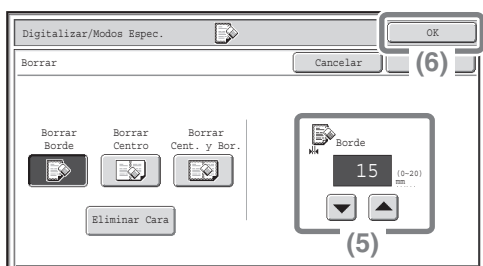 Digitalizar/Modos Espec.
OK
(6)
Borrar
Cancelar
Borrar
Borde
Borrar
Centro
Borrar
Cent. y Bor.
Eliminar Cara
Borde
15
(0~20)
mm
(5)